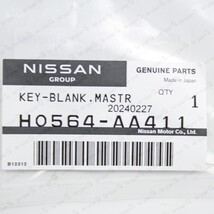 NISSAN
GROUP
GENUINE PARTS
Made in Japan
KEY-BLANK.MASTR
QTY
20240227
1
H0564-AA411
Nissan Motor Co., Ltd.